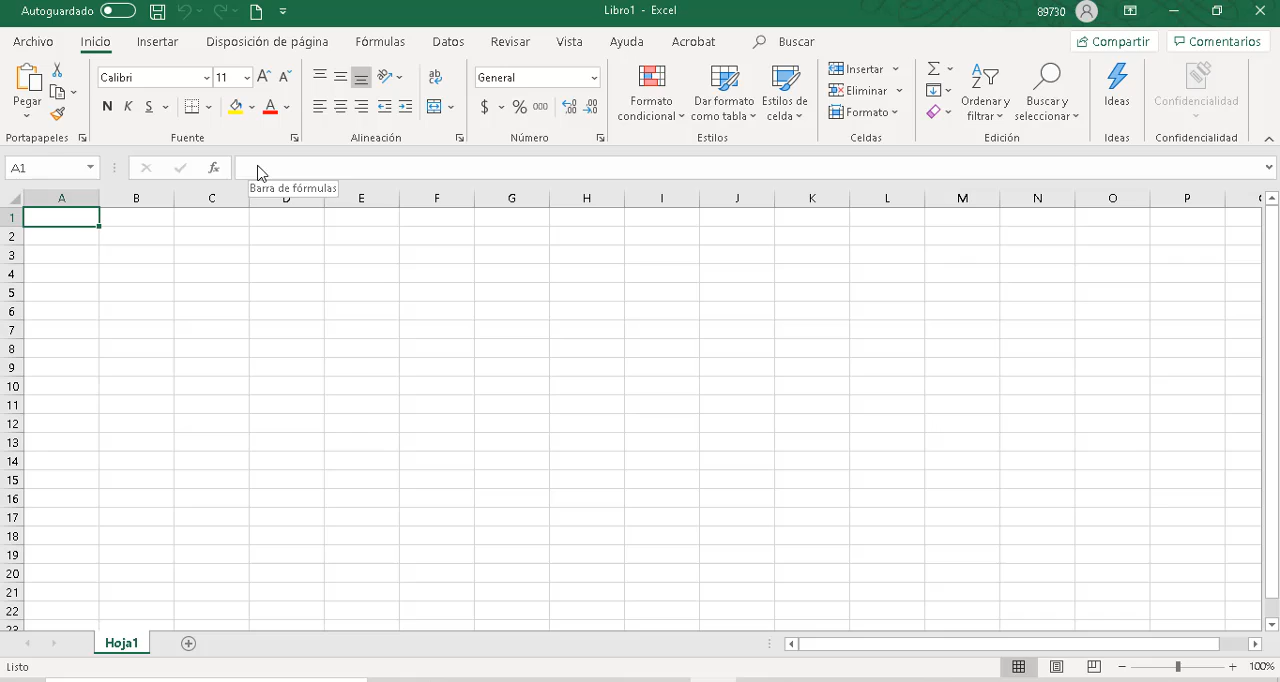 Autoguardado Libro1 - Excel 89730
Archivo Inicio Insertar Disposición de página Fórmulas Datos Revisar Vista Ayuda Acrobat Buscar Compartir Comentarios
Pegar Calibri 11 A A ab General Formato condicional Dar formato como tabla Estilos de celda Insertar Eliminar Formato Ordenar y filtrar Buscar y seleccionar Ideas Confidencialidad
N K S A $ % 000
Portapapeles Fuente Alineación Número Estilos Celdas Edición Ideas Confidencialidad
A1 fx
Barra de fórmulas
A B C D E F G H I J K L M N O P
1
2
3
4
5
6
7
8
9
10
11
12
13
14
15
16
17
18
19
20
21
22
23
Hoja1
Listo 100%